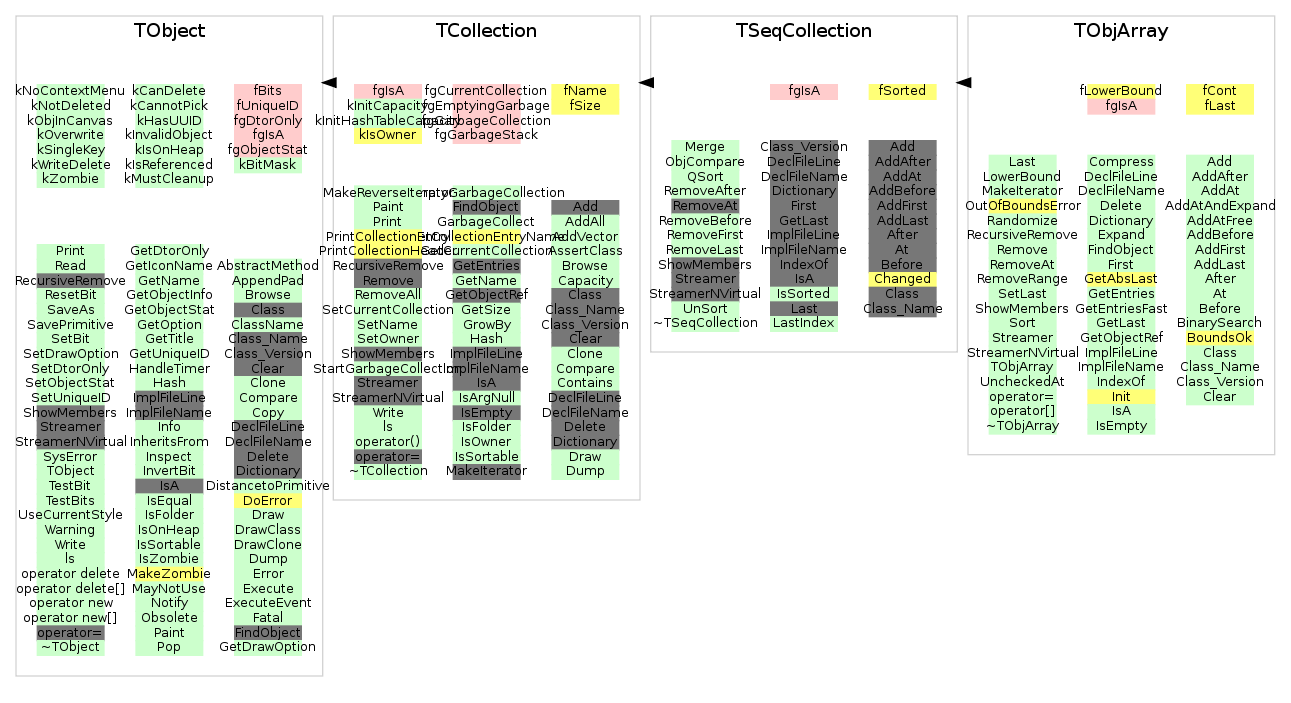 TObject
kNoContextMenu
kNotDeleted
kObjInCanvas
kOverwrite
kSingleKey
kWriteDelete
kZombie
kCanDelete
kCannotPick
kHasUUID
kInvalidObject
kIsOnHeap
kIsReferenced
kMustCleanup
fBits
fUniqueID
fgDtorOnly
fgIsA
fgObjectStat
kBitMask
Print
Read
RecursiveRemove
ResetBit
SaveAs
SavePrimitive
SetBit
SetDrawOption
SetDtorOnly
SetObjectStat
SetUniqueID
ShowMembers
Streamer
StreamerNVirtual
SysError
TObject
TestBit
TestBits
UseCurrentStyle
Warning
Write
ls
operator delete
operator delete[]
operator new
operator new[]
operator=
~TObject
GetDtorOnly
GetIconName
GetName
GetObjectInfo
GetObjectStat
GetOption
GetTitle
GetUniqueID
HandleTimer
Hash
ImplFileLine
ImplFileName
Info
InheritsFrom
Inspect
InvertBit
IsA
IsEqual
IsFolder
IsOnHeap
IsSortable
IsZombie
MakeZombie
MayNotUse
Notify
Obsolete
Paint
Pop
AbstractMethod
AppendPad
Browse
Class
ClassName
Class_Name
Class_Version
Clear
Clone
Compare
Copy
DeclFileLine
DeclFileName
Delete
Dictionary
DistancetoPrimitive
DoError
Draw
DrawClass
DrawClone
Dump
Error
Execute
ExecuteEvent
Fatal
FindObject
GetDrawOption
TCollection
fgIsA
kInitCapacity
kInitHashTableCapacity
kIsOwner
fgCurrentCollection
fgEmptyingGarbage
fgGarbageCollection
fgGarbageStack
fName
fSize
MakeReverseIterator
Paint
Print
PrintCollectionEntry
PrintCollectionHeader
RecursiveRemove
Remove
RemoveAll
SetCurrentCollection
SetName
SetOwner
ShowMembers
StartGarbageCollection
Streamer
StreamerNVirtual
Write
ls
operator()
operator=
~TCollection
EmptyGarbageCollection
FindObject
GarbageCollect
GetCollectionEntryName
GetCurrentCollection
GetEntries
GetName
GetObjectRef
GetSize
GrowBy
Hash
ImplFileLine
ImplFileName
IsA
IsArgNull
IsEmpty
IsFolder
IsOwner
IsSortable
MakeIterator
Add
AddAll
AddVector
AssertClass
Browse
Capacity
Class
Class_Name
Class_Version
Clear
Clone
Compare
Contains
DeclFileLine
DeclFileName
Delete
Dictionary
Draw
Dump
TSeqCollection
fgIsA
fSorted
Merge
ObjCompare
QSort
RemoveAfter
RemoveAt
RemoveBefore
RemoveFirst
RemoveLast
ShowMembers
Streamer
StreamerNVirtual
UnSort
~TSeqCollection
Class_Version
DeclFileLine
DeclFileName
Dictionary
First
GetLast
ImplFileLine
ImplFileName
IndexOf
IsA
IsSorted
Last
LastIndex
Add
AddAfter
AddAt
AddBefore
AddFirst
AddLast
After
At
Before
Changed
Class
Class_Name
TObjArray
fLowerBound
fgIsA
fCont
fLast
Last
LowerBound
MakeIterator
OutOfBoundsError
Randomize
RecursiveRemove
Remove
RemoveAt
RemoveRange
SetLast
ShowMembers
Sort
Streamer
StreamerNVirtual
TObjArray
UncheckedAt
operator=
operator[]
~TObjArray
Compress
DeclFileLine
DeclFileName
Delete
Dictionary
Expand
FindObject
First
GetAbsLast
GetEntries
GetEntriesFast
GetLast
GetObjectRef
ImplFileLine
ImplFileName
IndexOf
Init
IsA
IsEmpty
Add
AddAfter
AddAt
AddAtAndExpand
AddAtFree
AddBefore
AddFirst
AddLast
After
At
Before
BinarySearch
BoundsOk
Class
Class_Name
Class_Version
Clear